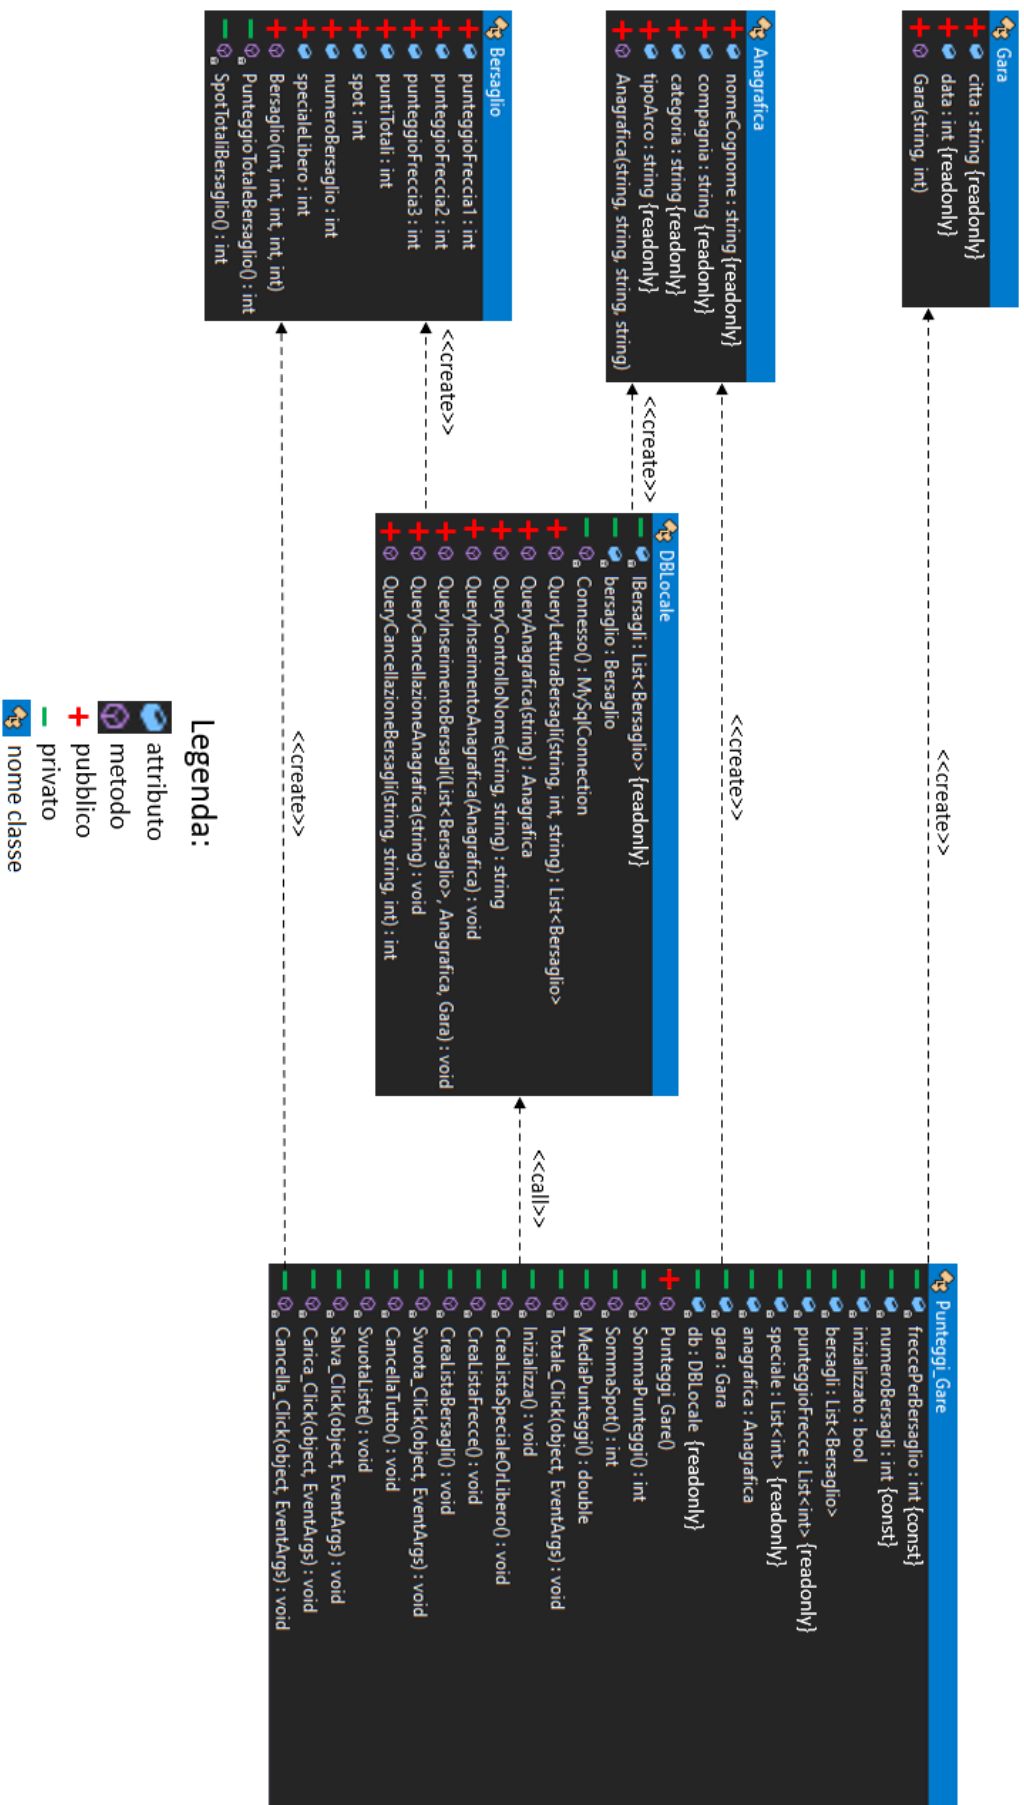 Gara
+ citta : string {readonly}
+ data : int {readonly}
+ Gara(string, int)
<<create>>
Anagrafica
+ nomeCognome : string {readonly}
+ compagnia : string {readonly}
+ categoria : string {readonly}
+ tipoArco : string {readonly}
+ Anagrafica(string, string, string, string)
<<create>>
<<create>>
Bersaglio
+ punteggioFreccia1 : int
+ punteggioFreccia2 : int
+ punteggioFreccia3 : int
+ puntiTotali : int
+ spot : int
+ numeroBersaglio : int
+ specialeLibero : int
+ Bersaglio(int, int, int, int, int)
− PunteggioTotaleBersaglio() : int
− SpotTotaliBersaglio() : int
<<create>>
<<create>>
DBLocale
− lBersagli : List<Bersaglio> {readonly}
− bersaglio : Bersaglio
− Connesso() : MySqlConnection
+ QueryLetturaBersagli(string, int, string) : List<Bersaglio>
+ QueryAnagrafica(string) : Anagrafica
+ QueryControlloNome(string, string) : string
+ QueryInserimentoAnagrafica(Anagrafica) : void
+ QueryInserimentoBersagli(List<Bersaglio>, Anagrafica, Gara) : void
+ QueryCancellazioneAnagrafica(string) : void
+ QueryCancellazioneBersagli(string, string, int) : int
<<call>>
Punteggi_Gare
− freccePerBersaglio : int {const}
− numeroBersagli : int {const}
− inizializzato : bool
− bersagli : List<Bersaglio>
− punteggioFrecce : List<int> {readonly}
− speciale : List<int> {readonly}
− anagrafica : Anagrafica
− gara : Gara
− db : DBLocale {readonly}
+ Punteggi_Gare()
− SommaPunteggi() : int
− SommaSpot() : int
− MediaPunteggi() : double
− Totale_Click(object, EventArgs) : void
− Inizializza() : void
− CreaListaSpecialeOrLibero() : void
− CreaListaFrecce() : void
− CreaListaBersagli() : void
− Svuota_Click(object, EventArgs) : void
− CancellaTutto() : void
− SvuotaListe() : void
− Salva_Click(object, EventArgs) : void
− Carica_Click(object, EventArgs) : void
− Cancella_Click(object, EventArgs) : void
Legenda:
attributo
metodo
+ pubblico
− privato
nome classe